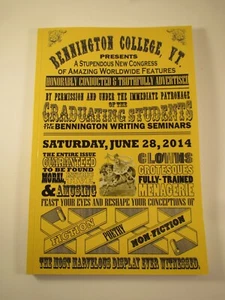 BENNINGTON COLLEGE, VT.
PRESENTS
A STUPENDOUS NEW CONGRESS
OF AMAZING WORLDWIDE FEATURES
HONORABLY CONDUCTED & TRUTHFULLY ADVERTISED
BY PERMISSION AND UNDER THE IMMEDIATE PATRONAGE
OF THE
GRADUATING STUDENTS
OF THE BENNINGTON WRITING SEMINARS
SATURDAY, JUNE 28, 2014
THE ENTIRE ISSUE
GUARANTEED
TO BE FOUND
MORAL,
& AMUSING
CLOWNS
GROTESQUES
FULLY-TRAINED
MENAGERIE
FEAST YOUR EYES AND RESHAPE YOUR CONCEPTIONS OF
FICTION
POETRY
NON-FICTION
THE MOST MARVELOUS DISPLAY EVER WITNESSED.